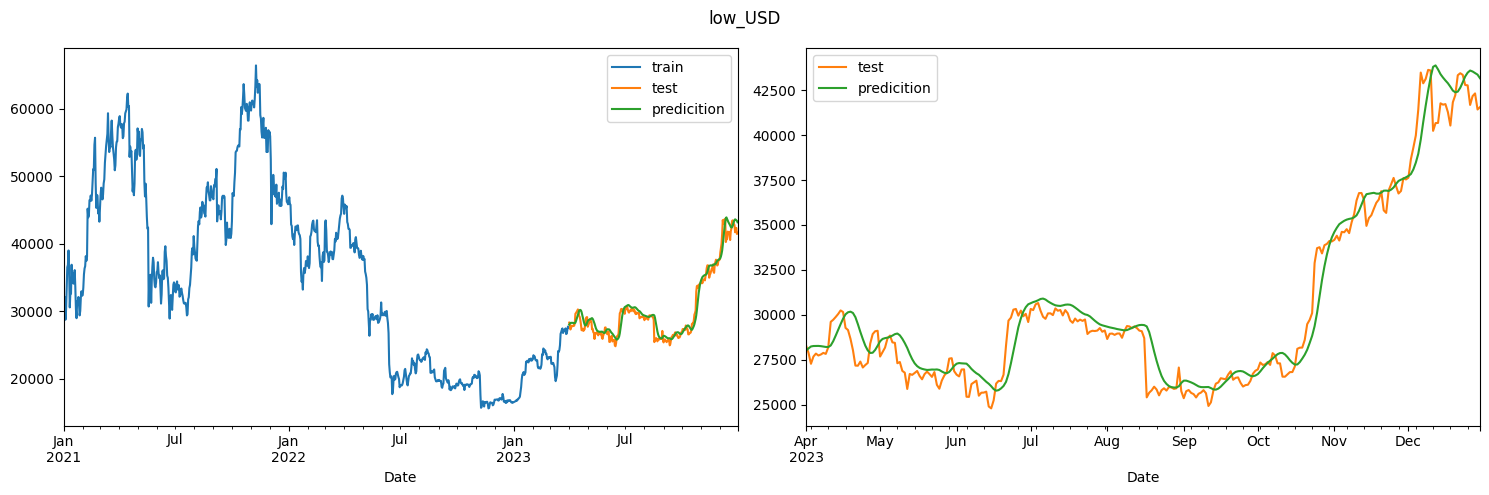 low_USD
train
test
predicition
60000
50000
40000
30000
20000
Jan
2021
Jul
Jan
2022
Jul
Jan
2023
Jul
Date
test
predicition
42500
40000
37500
35000
32500
30000
27500
25000
Apr
2023
May
Jun
Jul
Aug
Sep
Oct
Nov
Dec
Date